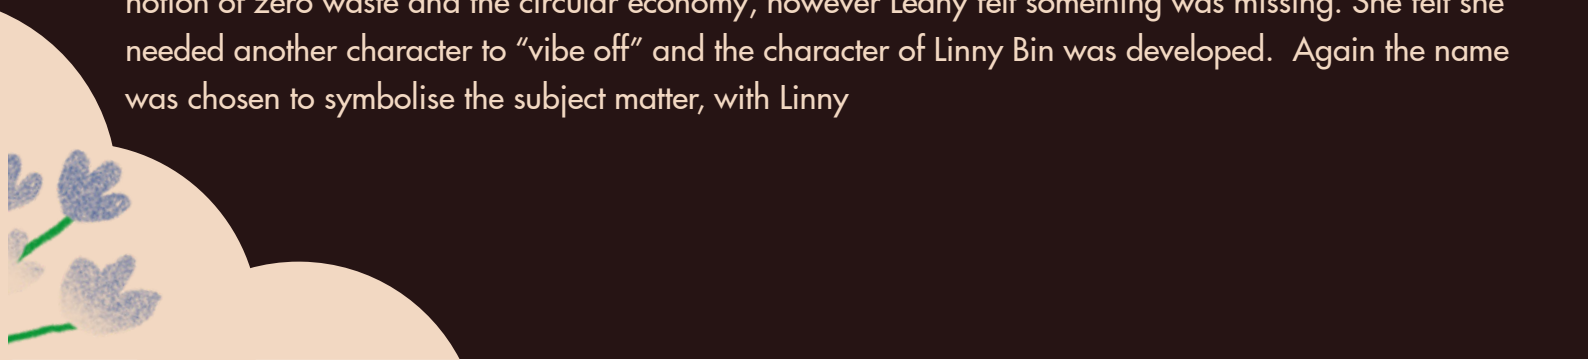 notion of zero waste and the circular economy, however Leahy felt something was missing. She felt she
needed another character to “vibe off” and the character of Linny Bin was developed.  Again the name
was chosen to symbolise the subject matter, with Linny